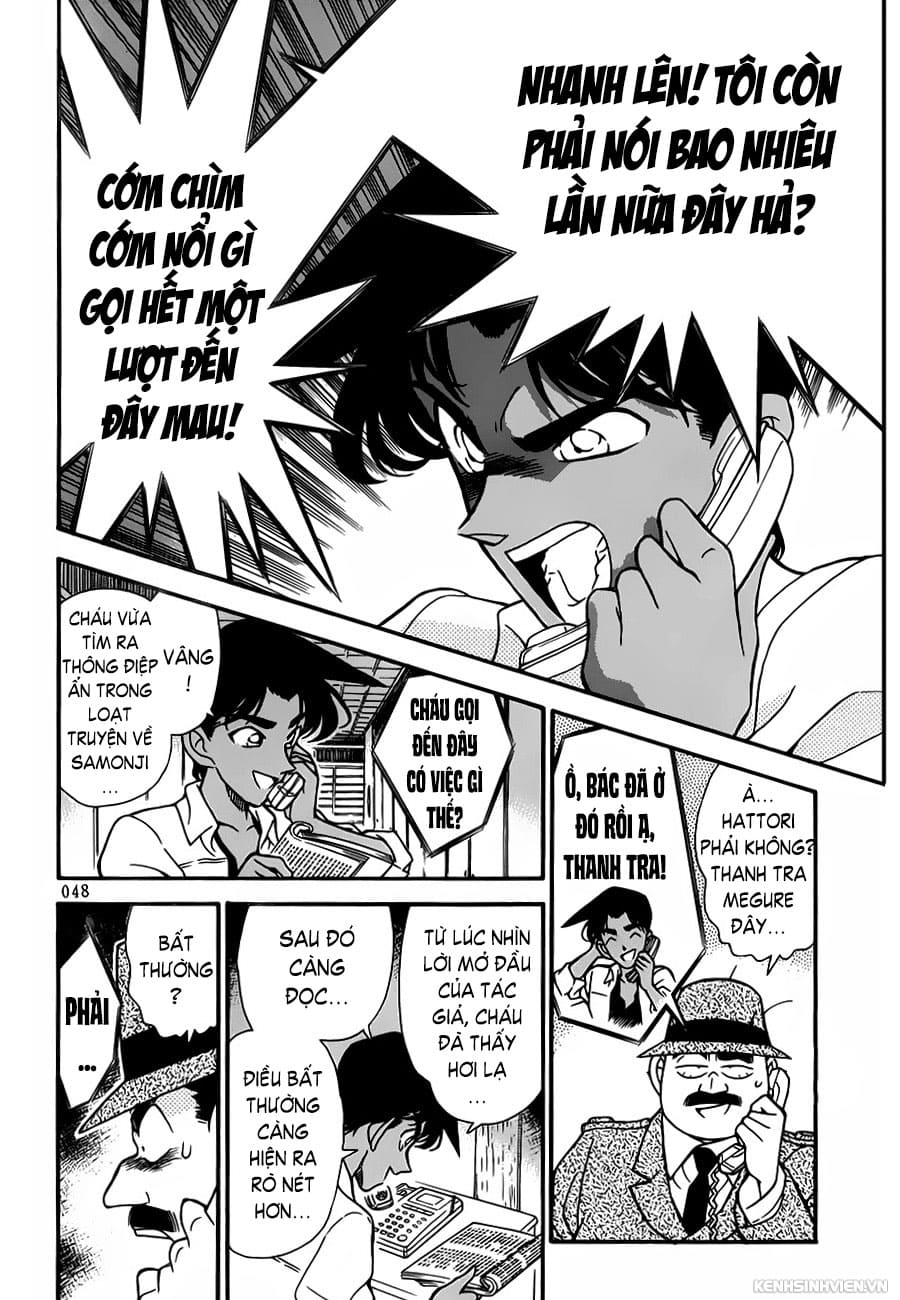 NHANH LÊN! TÔI CÒN
PHẢI NÓI BAO NHIÊU
LẦN NỮA ĐÂY HẢ?
CỚM CHÌM
CỚM NỔI GÌ
GỌI HẾT MỘT
LƯỢT ĐẾN
ĐÂY MAU!
À...
HATTORI
PHẢI KHÔNG?
THANH TRA
MEGURE
ĐÂY...
Ồ, BÁC ĐÃ Ở
ĐÓ RỒI Ạ,
THANH TRA!
CHÁU GỌI
ĐẾN ĐÂY
CÓ VIỆC GÌ
THẾ?
VÂNG
!
CHÁU VỪA
TÌM RA
THÔNG ĐIỆP
ẨN TRONG
LOẠT
TRUYỆN VỀ
SAMONJI
...
048
TỪ LÚC NHÌN
LỜI MỞ ĐẦU
CỦA TÁC
GIẢ, CHÁU
ĐÃ THẤY
HƠI LẠ
...
SAU ĐÓ
CÀNG
ĐỌC...
ĐIỀU BẤT
THƯỜNG
CÀNG
HIỆN RA
RÕ NÉT
HƠN...
BẤT
THƯỜNG
?
PHẢI
...
KENHSINHVIEN.VN